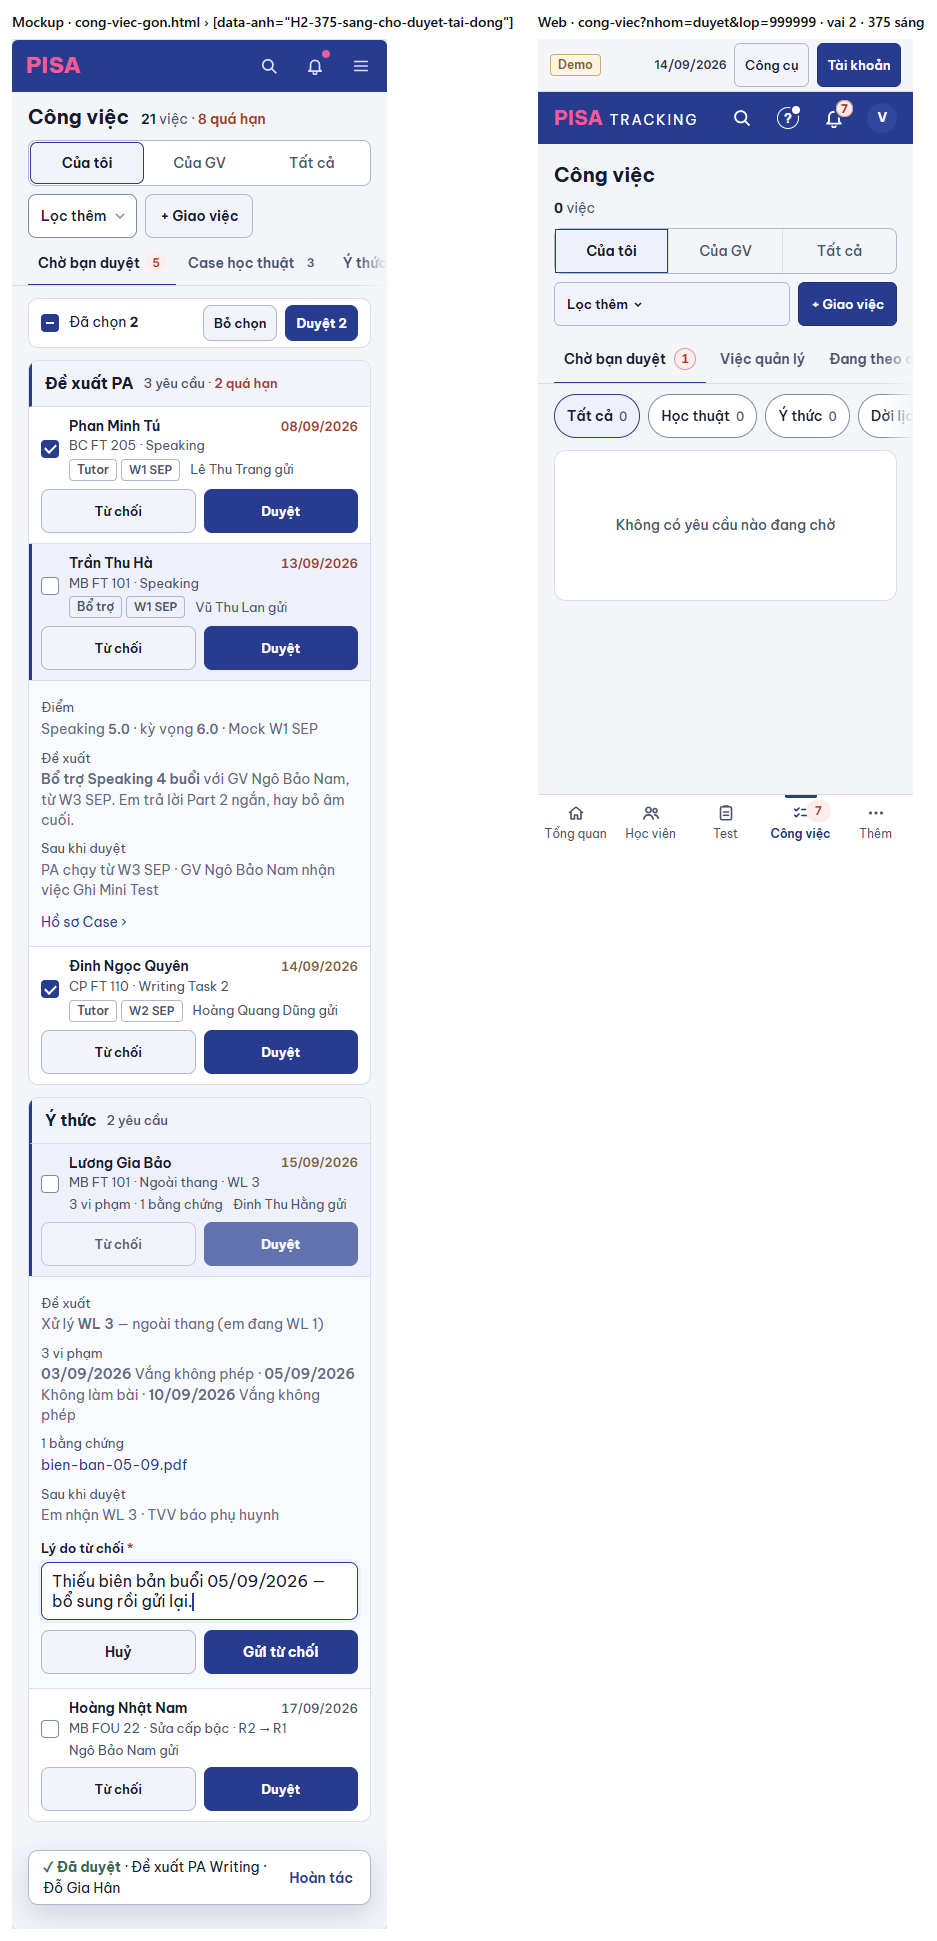 Mockup · cong-viec-gon.html › [data-anh="H2-375-sang-cho-duyet-tai-dong"]
PISA
Công việc 21 việc · 8 quá hạn
Của tôi Của GV Tất cả
Lọc thêm + Giao việc
Chờ bạn duyệt 5 Case học thuật 3 Ý thức
Đã chọn 2 Bỏ chọn Duyệt 2
Đề xuất PA 3 yêu cầu · 2 quá hạn
Phan Minh Tú 08/09/2026
BC FT 205 · Speaking
Tutor W1 SEP Lê Thu Trang gửi
Từ chối Duyệt
Trần Thu Hà 13/09/2026
MB FT 101 · Speaking
Bổ trợ W1 SEP Vũ Thu Lan gửi
Từ chối Duyệt
Điểm
Speaking 5.0 · kỳ vọng 6.0 · Mock W1 SEP
Đề xuất
Bổ trợ Speaking 4 buổi với GV Ngô Bảo Nam,
từ W3 SEP. Em trả lời Part 2 ngắn, hay bỏ âm
cuối.
Sau khi duyệt
PA chạy từ W3 SEP · GV Ngô Bảo Nam nhận
việc Ghi Mini Test
Hồ sơ Case ›
Đinh Ngọc Quyên 14/09/2026
CP FT 110 · Writing Task 2
Tutor W2 SEP Hoàng Quang Dũng gửi
Từ chối Duyệt
Ý thức 2 yêu cầu
Lương Gia Bảo 15/09/2026
MB FT 101 · Ngoài thang · WL 3
3 vi phạm · 1 bằng chứng Đinh Thu Hằng gửi
Từ chối Duyệt
Đề xuất
Xử lý WL 3 — ngoài thang (em đang WL 1)
3 vi phạm
03/09/2026 Vắng không phép · 05/09/2026
Không làm bài · 10/09/2026 Vắng không
phép
1 bằng chứng
bien-ban-05-09.pdf
Sau khi duyệt
Em nhận WL 3 · TVV báo phụ huynh
Lý do từ chối *
Thiếu biên bản buổi 05/09/2026 —
bổ sung rồi gửi lại.
Huỷ Gửi từ chối
Hoàng Nhật Nam 17/09/2026
MB FOU 22 · Sửa cấp bậc · R2 → R1
Ngô Bảo Nam gửi
Từ chối Duyệt
✓ Đã duyệt · Đề xuất PA Writing ·
Đỗ Gia Hân
Hoàn tác
Web · cong-viec?nhom=duyet&lop=999999 · vai 2 · 375 sáng
Demo 14/09/2026 Công cụ Tài khoản
PISA TRACKING ? 7 V
Công việc
0 việc
Của tôi Của GV Tất cả
Lọc thêm + Giao việc
Chờ bạn duyệt 1 Việc quản lý Đang theo
Tất cả 0 Học thuật 0 Ý thức 0 Dời lịc
Không có yêu cầu nào đang chờ
7
Tổng quan Học viên Test Công việc Thêm